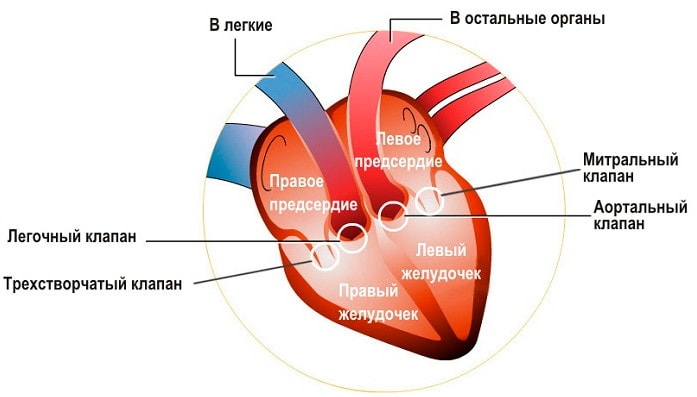 В легкие
В остальные органы
Левое
предсердие
Правое
предсердие
Митральный
клапан
Аортальный
клапан
Легочный клапан
Трехстворчатый клапан
Левый
желудочек
Правый
желудочек